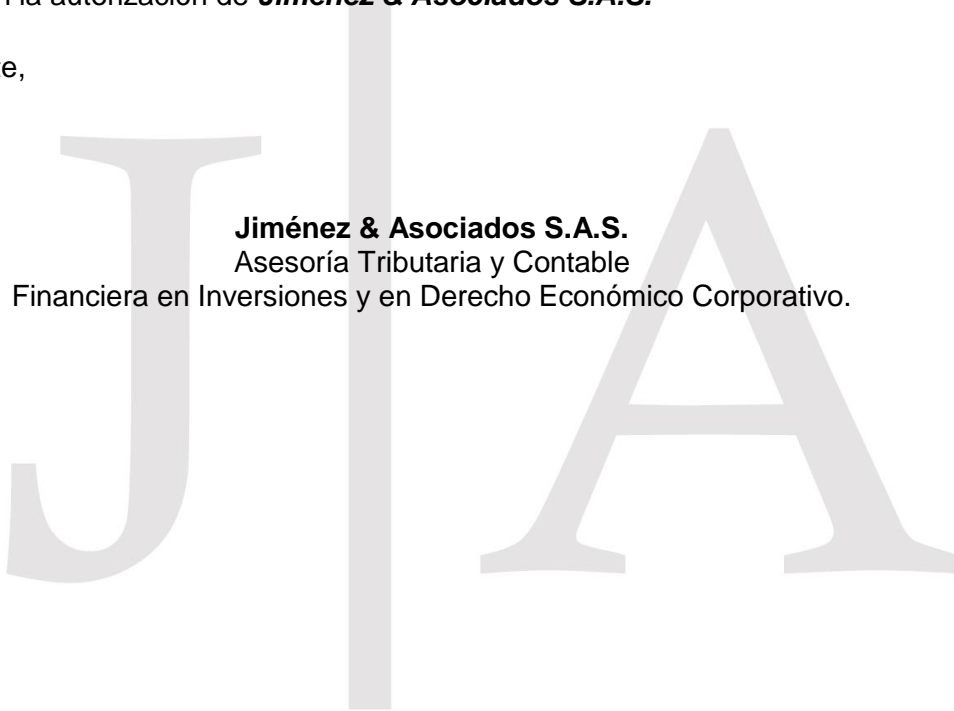 la autorización de Jiménez & Asociados S.A.S.
J A
Jiménez & Asociados S.A.S.
Asesoría Tributaria y Contable
Financiera en Inversiones y en Derecho Económico Corporativo.